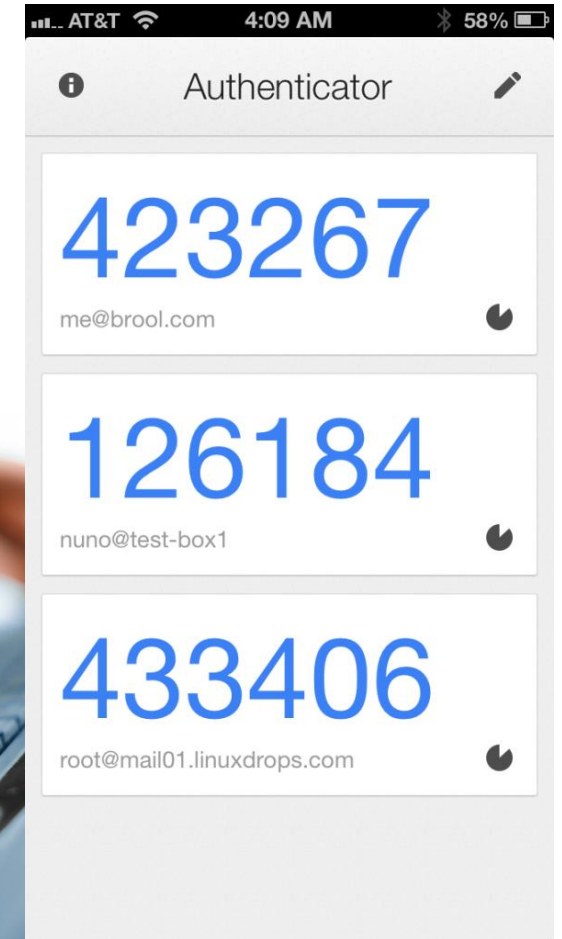 AT&T 4:09 AM 58%
Authenticator
423267
me@brool.com
126184
nuno@test-box1
433406
root@mail01.linuxdrops.com